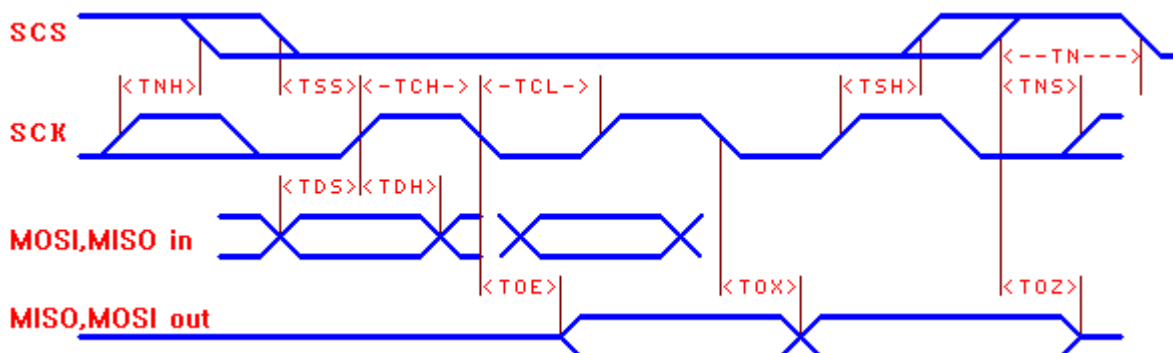 SCS
--TN---
<TNH> <TSS> <-TCH-> <-TCL-> <TSH> <TNS>
SCK
<TDS> <TDH>
MOSI,MISO in
<TOE> <TOX> <TOZ>
MISO,MOSI out